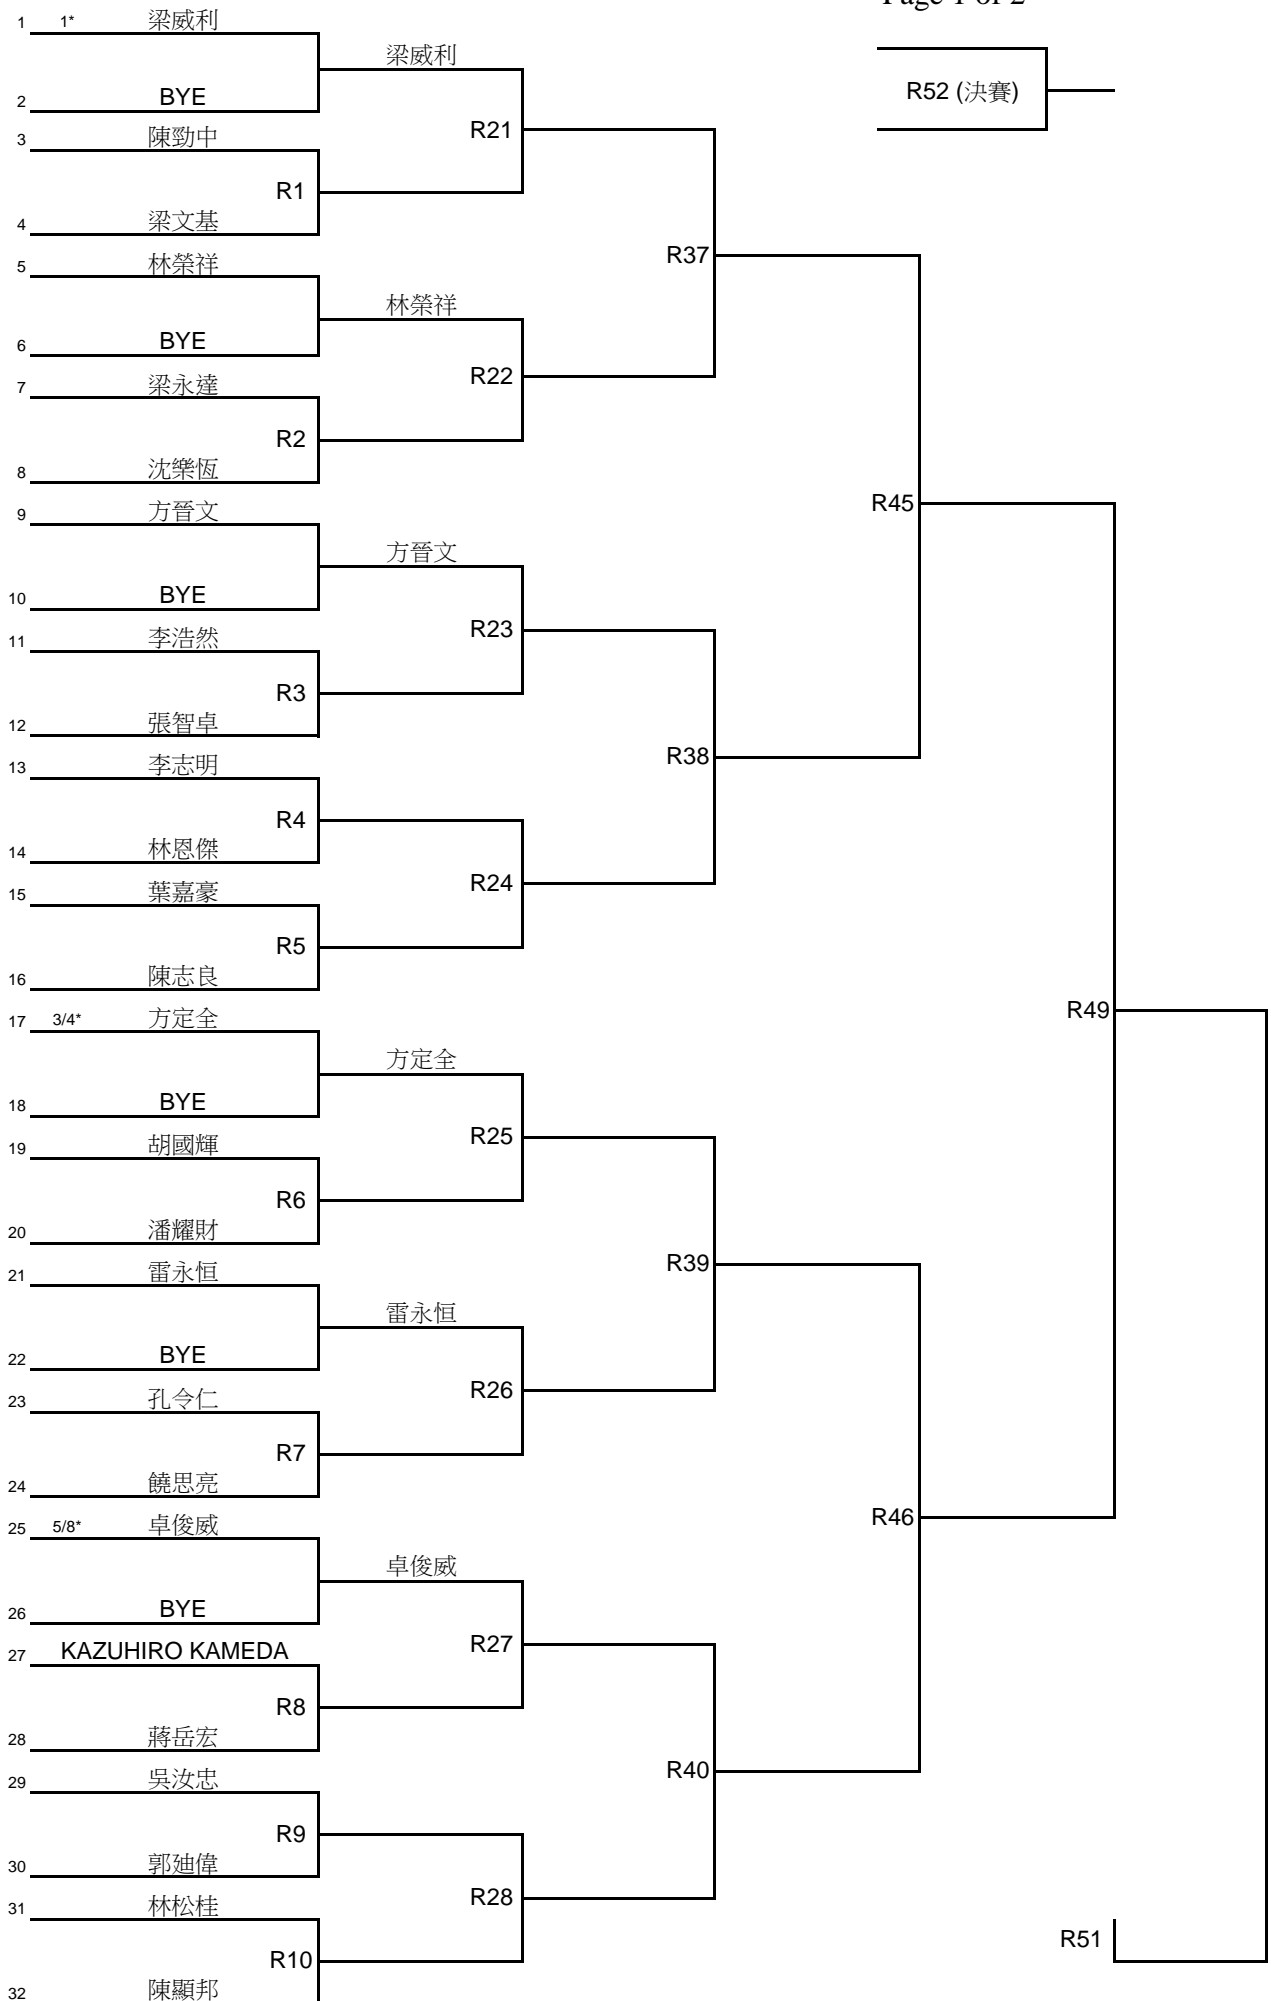 Page 1 of 2
1 1* 梁威利
梁威利
R52 (決賽)
2 BYE
R21
3 陳勁中
R1
4 梁文基
R37
5 林榮祥
林榮祥
6 BYE
R22
7 梁永達
R2
8 沈樂恆
R45
9 方晉文
方晉文
10 BYE
R23
11 李浩然
R3
12 張智卓
R38
13 李志明
R4
14 林恩傑
R24
15 葉嘉豪
R5
16 陳志良
R49
17 3/4* 方定全
方定全
18 BYE
R25
19 胡國輝
R6
20 潘耀財
R39
21 雷永恒
雷永恒
22 BYE
R26
23 孔令仁
R7
24 饒思亮
R46
25 5/8* 卓俊威
卓俊威
26 BYE
R27
27 KAZUHIRO KAMEDA
R8
28 蔣岳宏
R40
29 吳汝忠
R9
30 郭廸偉
R28
31 林松桂
R51
R10
32 陳顯邦